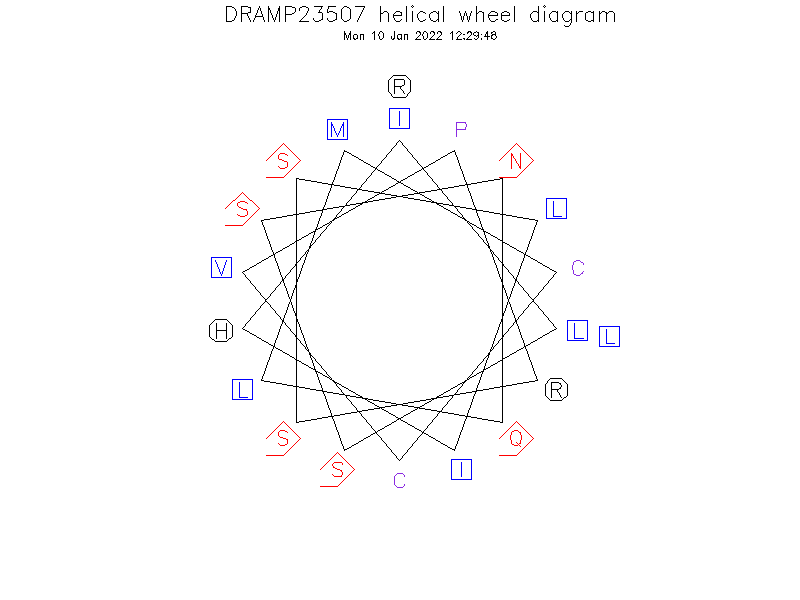 DRAMP23507 helical wheel diagram
Mon 10 Jan 2022 12:29:48
R
M I P
S N
S L
V C
H L L
L R
S Q
S I
C